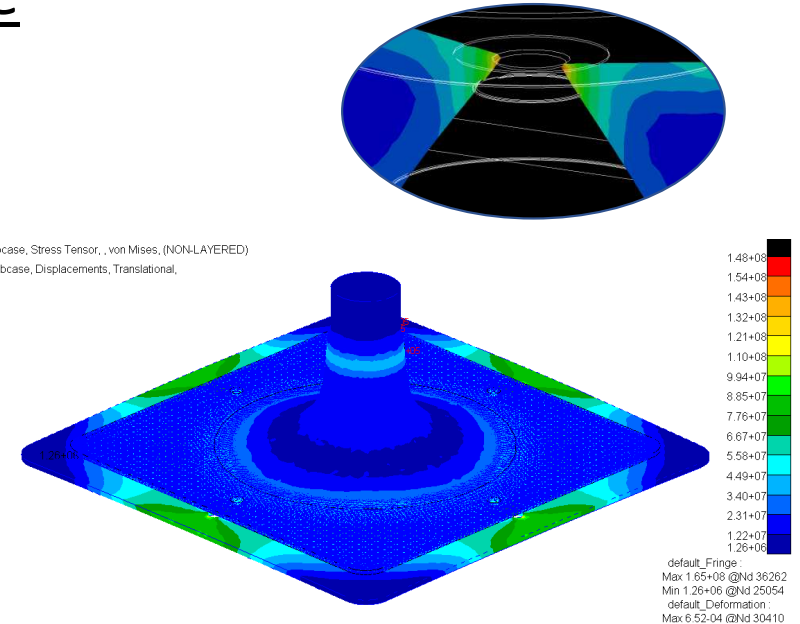 ocase, Stress Tensor, , von Mises, (NON-LAYERED)
bcase, Displacements, Translational,
1.48+08
1.54+08
1.43+08
1.32+08
1.21+08
1.10+08
9.94+07
8.85+07
7.76+07
6.67+07
5.58+07
4.49+07
3.40+07
2.31+07
1.22+07
1.26+06
default_Fringe :
Max 1.65+08 @Nd 36262
Min 1.26+06 @Nd 25054
default_Deformation :
Max 6.52-04 @Nd 30410